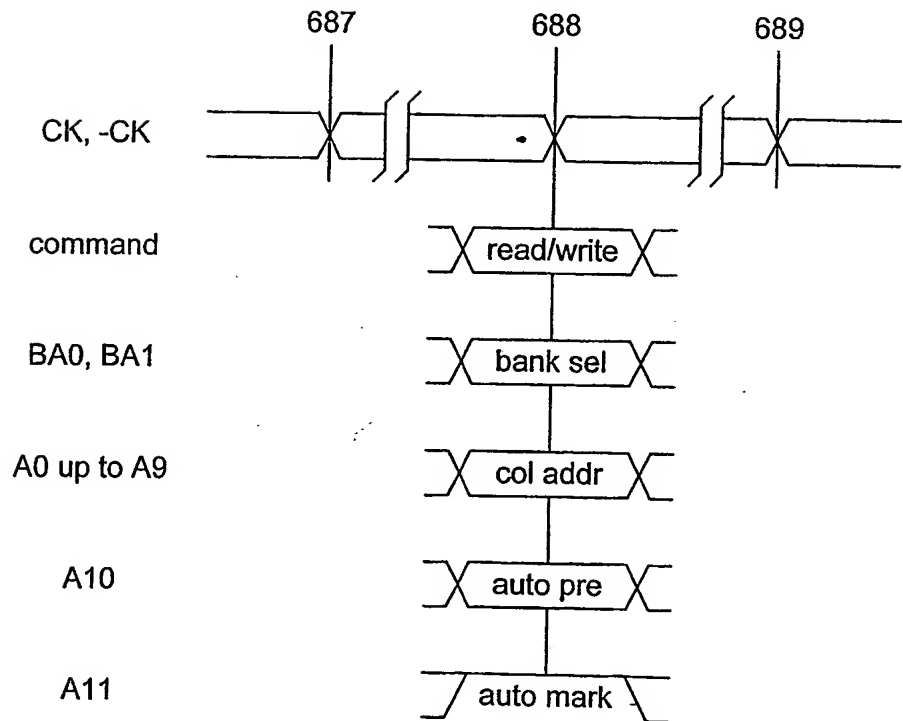 687 688 689
CK, -CK
command read/write
BA0, BA1 bank sel
A0 up to A9 col addr
A10 auto pre
A11 auto mark